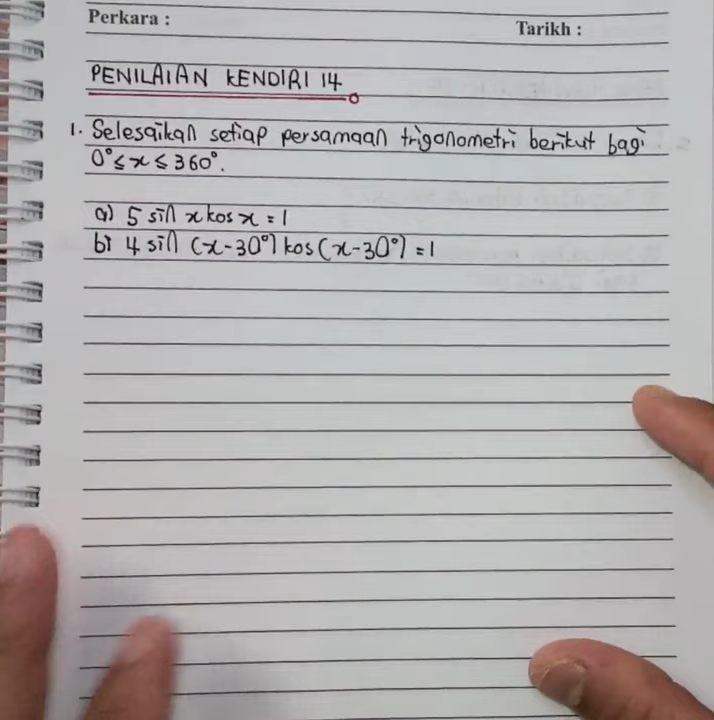 Perkara :
Tarikh :
PENILAIAN KENDIRI 14
1. Selesaikan setiap persamaan trigonometri berikut bagi
0° ≤ x ≤ 360°.
a) 5 sin x kos x = 1
b) 4 sin (x-30°) kos (x-30°) = 1